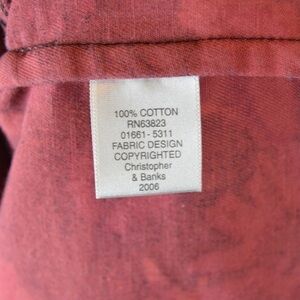 100% COTTON
RN63823
01661-5311
FABRIC DESIGN
COPYRIGHTED
Christopher
& Banks
2006